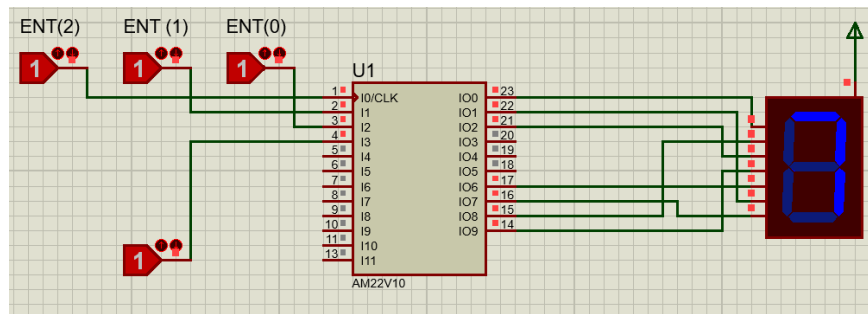 ENT(2) ENT (1) ENT(0)
1 1 1
U1
1 I0/CLK IO0 23
2 I1 IO1 22
3 I2 IO2 21
4 I3 IO3 20
5 I4 IO4 19
6 I5 IO5 18
7 I6 IO6 17
8 I7 IO7 16
9 I8 IO8 15
10 I9 IO9 14
11 I10
13 I11
1
AM22V10
7